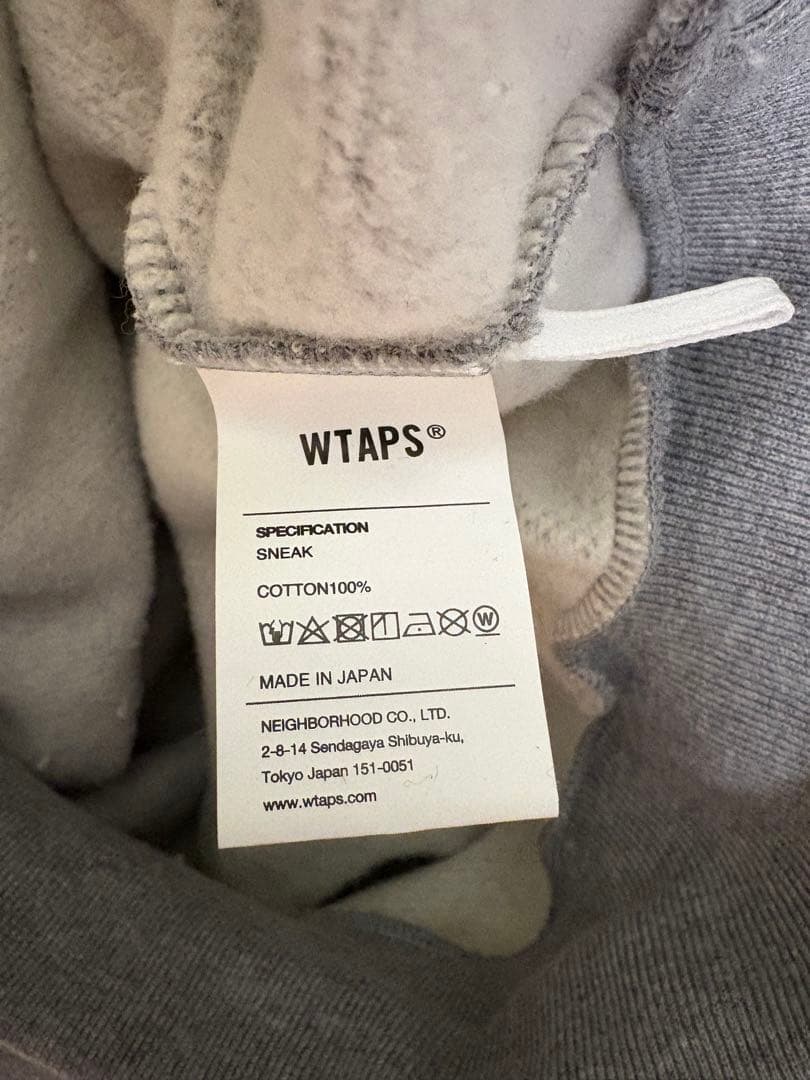 WTAPS®
SPECIFICATION
SNEAK
COTTON100%
W
MADE IN JAPAN
NEIGHBORHOOD CO., LTD.
2-8-14 Sendagaya Shibuya-ku,
Tokyo Japan 151-0051
www.wtaps.com